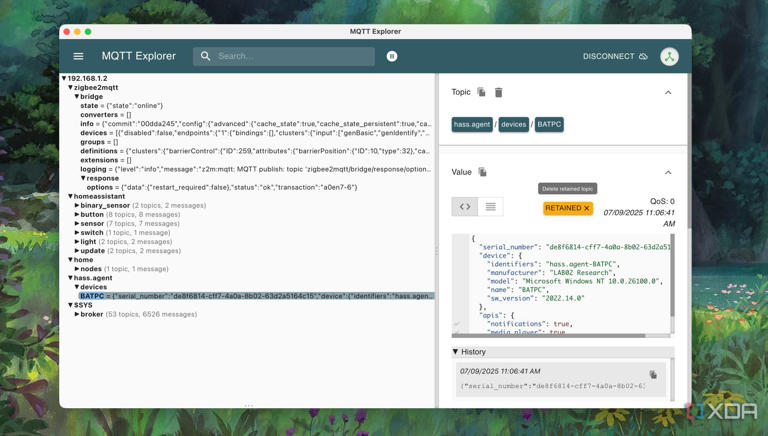 MQTT Explorer
MQTT Explorer
Search...
DISCONNECT
▼192.168.1.2
▼zigbee2mqtt
▼bridge
state = {"state":"online"}
converters = []
info = {"commit":"00dda245","config":{"advanced":{"cache_state":true,"cache_state_persistent":true,"ca...
devices = [{"disabled":false,"endpoints":{"1":{"bindings":[],"clusters":{"input":["genBasic","genIdentify",...
groups = []
definitions = {"clusters":{"barrierControl":{"ID":259,"attributes":{"barrierPosition":{"ID":10,"type":32},"ca...
extensions = []
logging = {"level":"info","message":"z2m:mqtt: MQTT publish: topic 'zigbee2mqtt/bridge/response/option...
▼response
options = {"data":{"restart_required":false},"status":"ok","transaction":"a0en7-6"}
▼homeassistant
▶binary_sensor (2 topics, 2 messages)
▶button (8 topics, 8 messages)
▶sensor (7 topics, 7 messages)
▶switch (1 topic, 1 message)
▶light (2 topics, 2 messages)
▶update (2 topics, 2 messages)
▼home
▶nodes (1 topic, 1 message)
▼hass.agent
▼devices
BATPC = {"serial_number":"de8f6814-cff7-4a0a-8b02-63d2a5164c15","device":{"identifiers":"hass.agen...
▼$SYS
▶broker (53 topics, 6526 messages)
Topic
hass.agent / devices / BATPC
Value
Delete retained topic
RETAINED ✕
QoS: 0
07/09/2025 11:06:41
AM
{
"serial_number": "de8f6814-cff7-4a0a-8b02-63d2a51
"device": {
"identifiers": "hass.agent-BATPC",
"manufacturer": "LAB02 Research",
"model": "Microsoft Windows NT 10.0.26100.0",
"name": "BATPC",
"sw_version": "2022.14.0"
},
"apis": {
"notifications": true,
"media_player": true
▼ History
07/09/2025 11:06:41 AM
{"serial_number":"de8f6814-cff7-4a0a-8b02-63
XDA